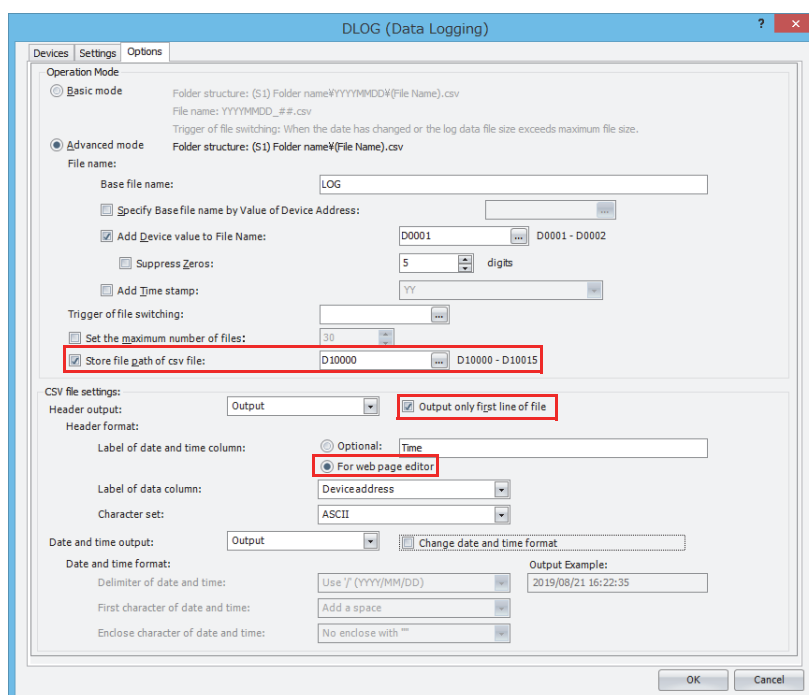 DLOG (Data Logging)
? ×
Devices Settings Options
Operation Mode
Basic mode Folder structure: (S1) Folder name¥YYYYMMDD¥(File Name).csv
File name: YYYYMMDD_##.csv
Trigger of file switching: When the date has changed or the log data file size exceeds maximum file size.
Advanced mode Folder structure: (S1) Folder name¥(File Name).csv
File name:
Base file name: LOG
Specify Base file name by Value of Device Address: ...
Add Device value to File Name: D0001 ... D0001 - D0002
Suppress Zeros: 5 digits
Add Time stamp: YY
Trigger of file switching: ...
Set the maximum number of files: 30
Store file path of csv file: D10000 ... D10000 - D10015
CSV file settings:
Header output: Output Output only first line of file
Header format:
Label of date and time column: Optional: Time
For web page editor
Label of data column: Device address
Character set: ASCII
Date and time output: Output Change date and time format
Date and time format: Output Example:
Delimiter of date and time: Use '/' (YYYY/MM/DD) 2019/08/21 16:22:35
First character of date and time: Add a space
Enclose character of date and time: No enclose with ""
OK Cancel